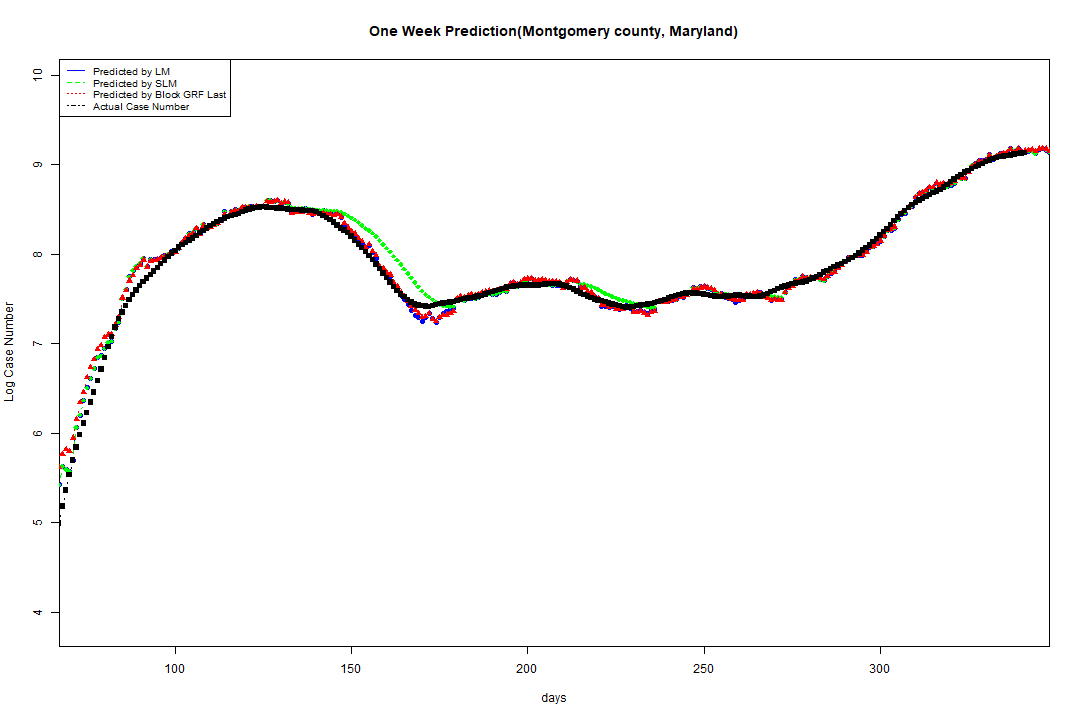 One Week Prediction(Montgomery county, Maryland)
Predicted by LM
Predicted by SLM
Predicted by Block GRF Last
Actual Case Number
10
9
8
7
6
5
4
Log Case Number
100 150 200 250 300
days